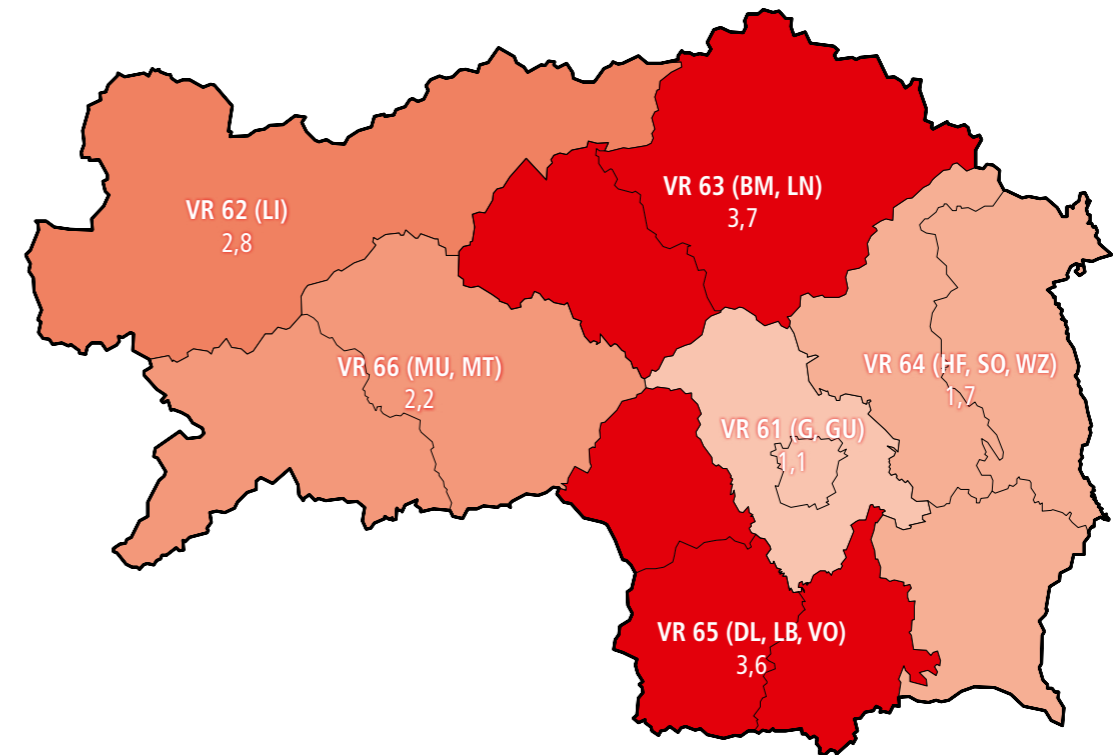 VR 63 (BM, LN)
3,7
VR 62 (LI)
2,8
VR 66 (MU, MT)
2,2
VR 64 (HF, SO, WZ)
1,7
VR 61 (G, GU)
1,1
VR 65 (DL, LB, VO)
3,6